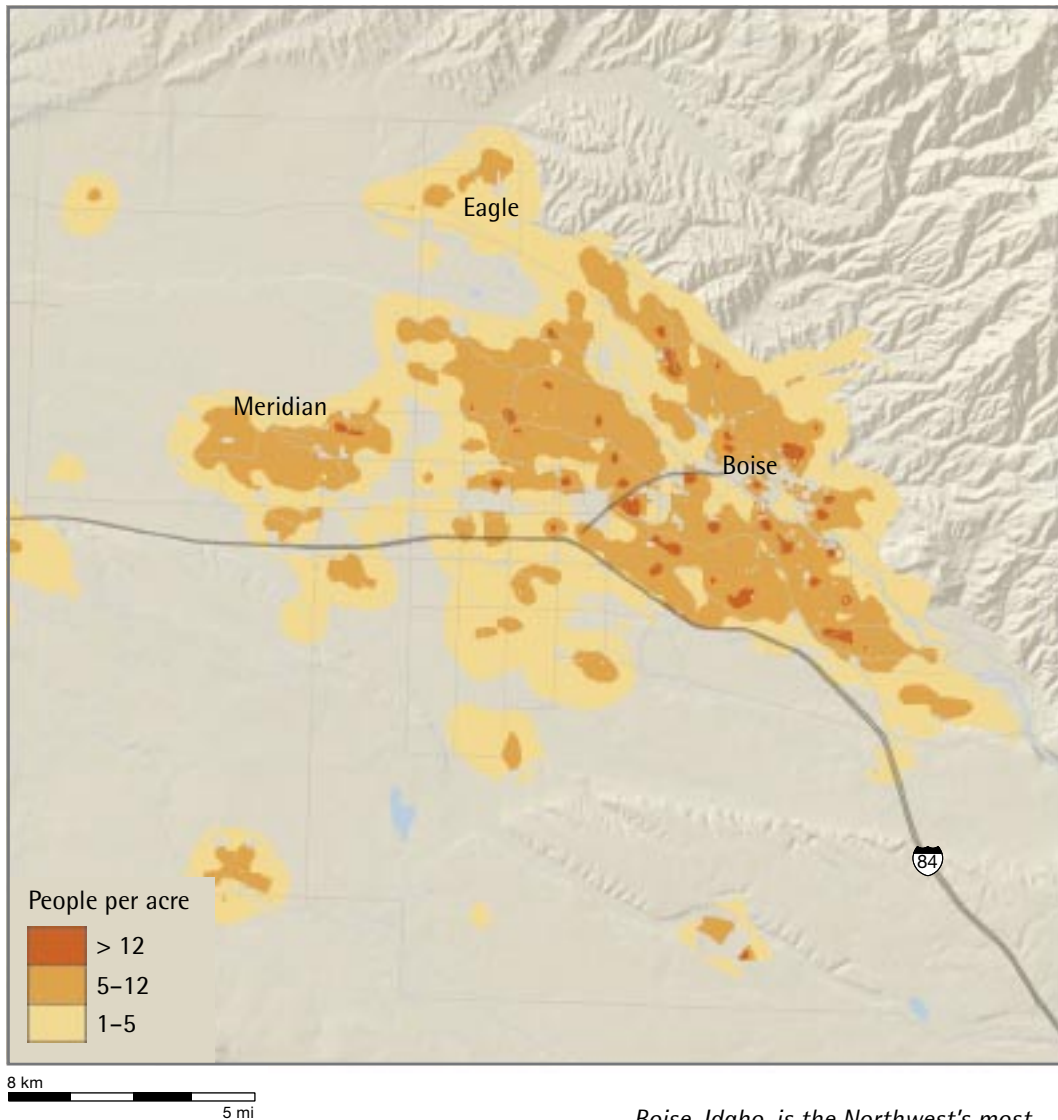 Eagle
Meridian
Boise
84
People per acre
> 12
5–12
1–5
8 km
5 mi
Boise, Idaho, is the Northwest's most